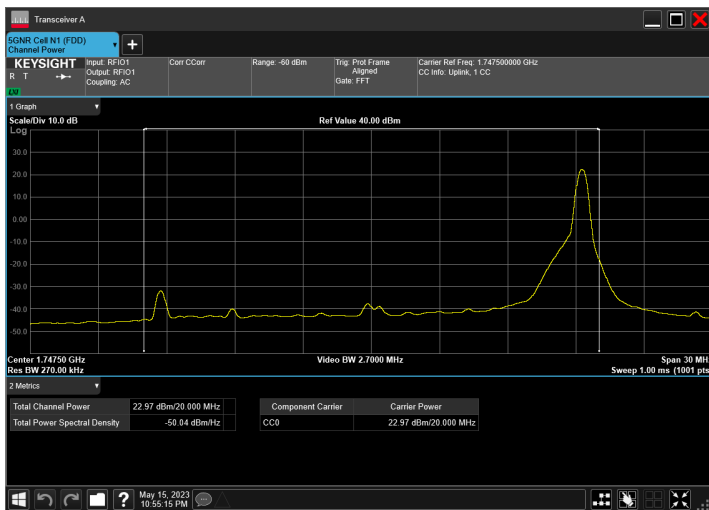 Transceiver A
5GNR Cell N1 (FDD)
Channel Power
KEYSIGHT
R T
LXI
Input: RFIO1
Output: RFIO1
Coupling: AC
Corr CCorr
Range: -60 dBm
Trig: Prot Frame
Aligned
Gate: FFT
Carrier Ref Freq: 1.747500000 GHz
CC Info: Uplink, 1 CC
1 Graph
Scale/Div 10.0 dB
Ref Value 40.00 dBm
Log
30.0
20.0
10.0
0.00
-10.0
-20.0
-30.0
-40.0
-50.0
Center 1.74750 GHz
Video BW 2.7000 MHz
Span 30 MH
Res BW 270.00 kHz
Sweep 1.00 ms (1001 pts
2 Metrics
Total Channel Power 22.97 dBm/20.000 MHz
Total Power Spectral Density -50.04 dBm/Hz
Component Carrier Carrier Power
CC0 22.97 dBm/20.000 MHz
?
May 15, 2023
10:55:15 PM